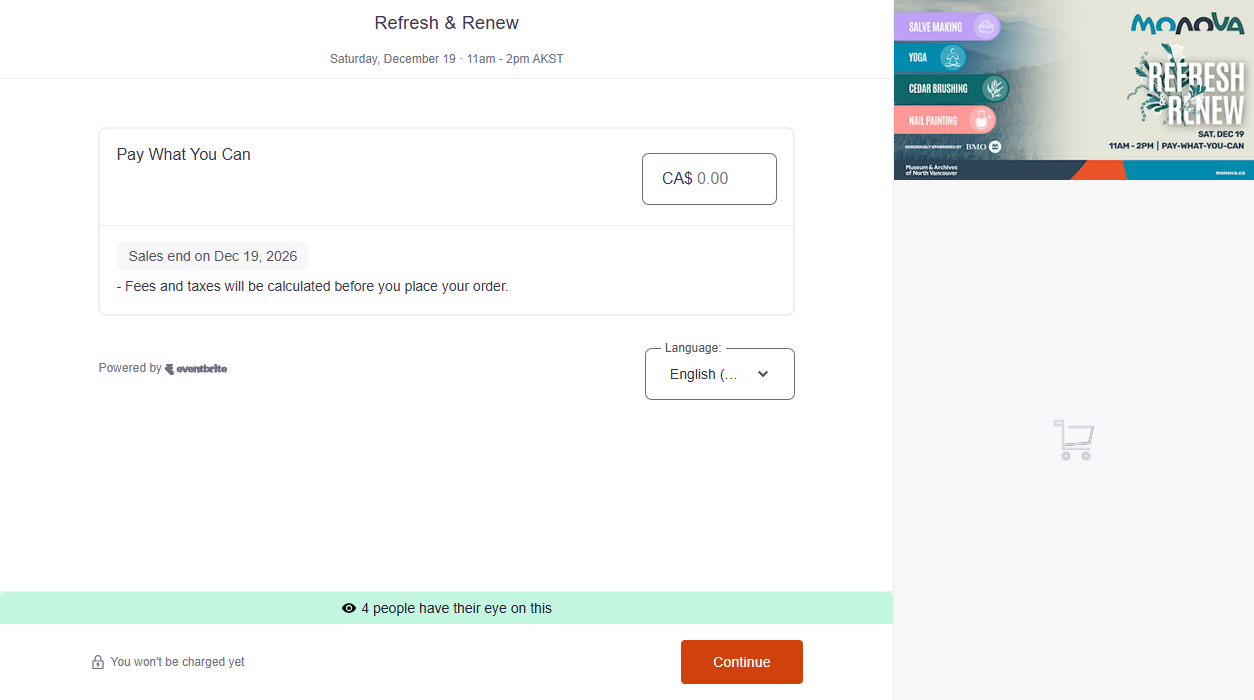 Refresh & Renew
Saturday, December 19 · 11am - 2pm AKST
Pay What You Can
CA$ 0.00
Sales end on Dec 19, 2026
- Fees and taxes will be calculated before you place your order.
Powered by eventbrite
Language:
English (...
4 people have their eye on this
You won't be charged yet
Continue
SALVE MAKING
YOGA
CEDAR BRUSHING
NAIL PAINTING
GENEROUSLY SPONSORED BY BMO
MONOVA
REFRESH
& RENEW
SAT, DEC 19
11AM - 2PM | PAY-WHAT-YOU-CAN
Museum & Archives
of North Vancouver
monova.ca